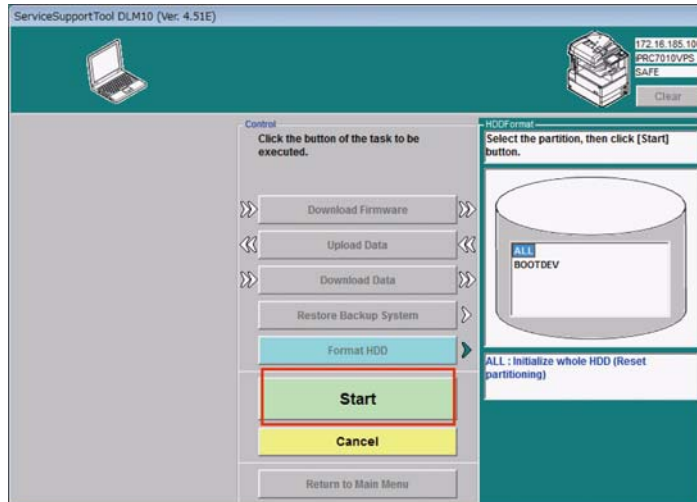 ServiceSupportTool DLM10 (Ver. 4.51E)
172.16.185.10
iPRC7010VPS
SAFE
Clear
Control
Click the button of the task to be
executed.
Download Firmware
Upload Data
Download Data
Restore Backup System
Format HDD
Start
Cancel
Return to Main Menu
HDDFormat
Select the partition, then click [Start]
button.
ALL
BOOTDEV
ALL : Initialize whole HDD (Reset
partitioning)